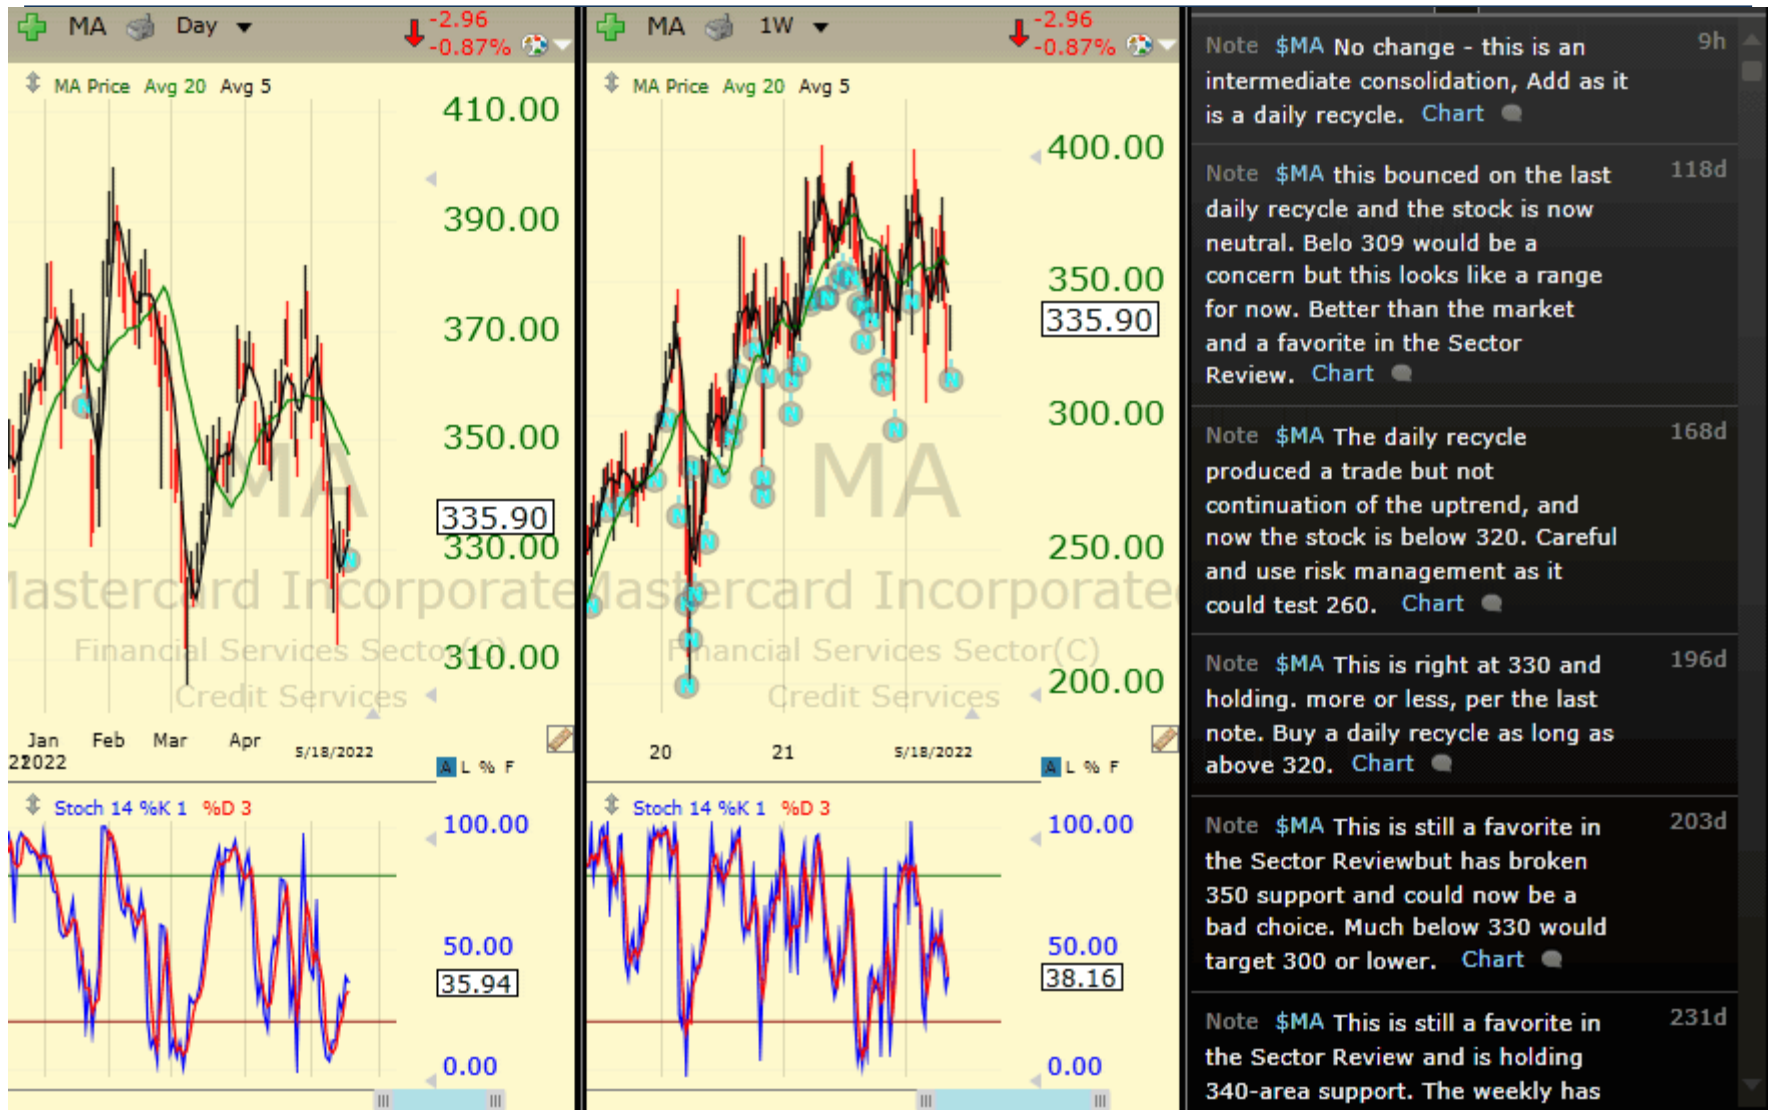 MA Day -2.96
-0.87%
MA Price Avg 20 Avg 5
410.00
390.00
370.00
350.00
335.90
330.00
310.00
MA
Mastercard Incorporated
Financial Services Sector(C)
Credit Services
Jan Feb Mar Apr 5/18/2022
2022
A L % F
Stoch 14 %K 1 %D 3
100.00
50.00
35.94
0.00
MA 1W -2.96
-0.87%
MA Price Avg 20 Avg 5
400.00
350.00
335.90
300.00
250.00
200.00
MA
Mastercard Incorporated
Financial Services Sector(C)
Credit Services
20 21 5/18/2022
A L % F
Stoch 14 %K 1 %D 3
100.00
50.00
38.16
0.00
Note $MA No change - this is an 9h
intermediate consolidation, Add as it
is a daily recycle. Chart
Note $MA this bounced on the last 118d
daily recycle and the stock is now
neutral. Belo 309 would be a
concern but this looks like a range
for now. Better than the market
and a favorite in the Sector
Review. Chart
Note $MA The daily recycle 168d
produced a trade but not
continuation of the uptrend, and
now the stock is below 320. Careful
and use risk management as it
could test 260. Chart
Note $MA This is right at 330 and 196d
holding. more or less, per the last
note. Buy a daily recycle as long as
above 320. Chart
Note $MA This is still a favorite in 203d
the Sector Reviewbut has broken
350 support and could now be a
bad choice. Much below 330 would
target 300 or lower. Chart
Note $MA This is still a favorite in 231d
the Sector Review and is holding
340-area support. The weekly has